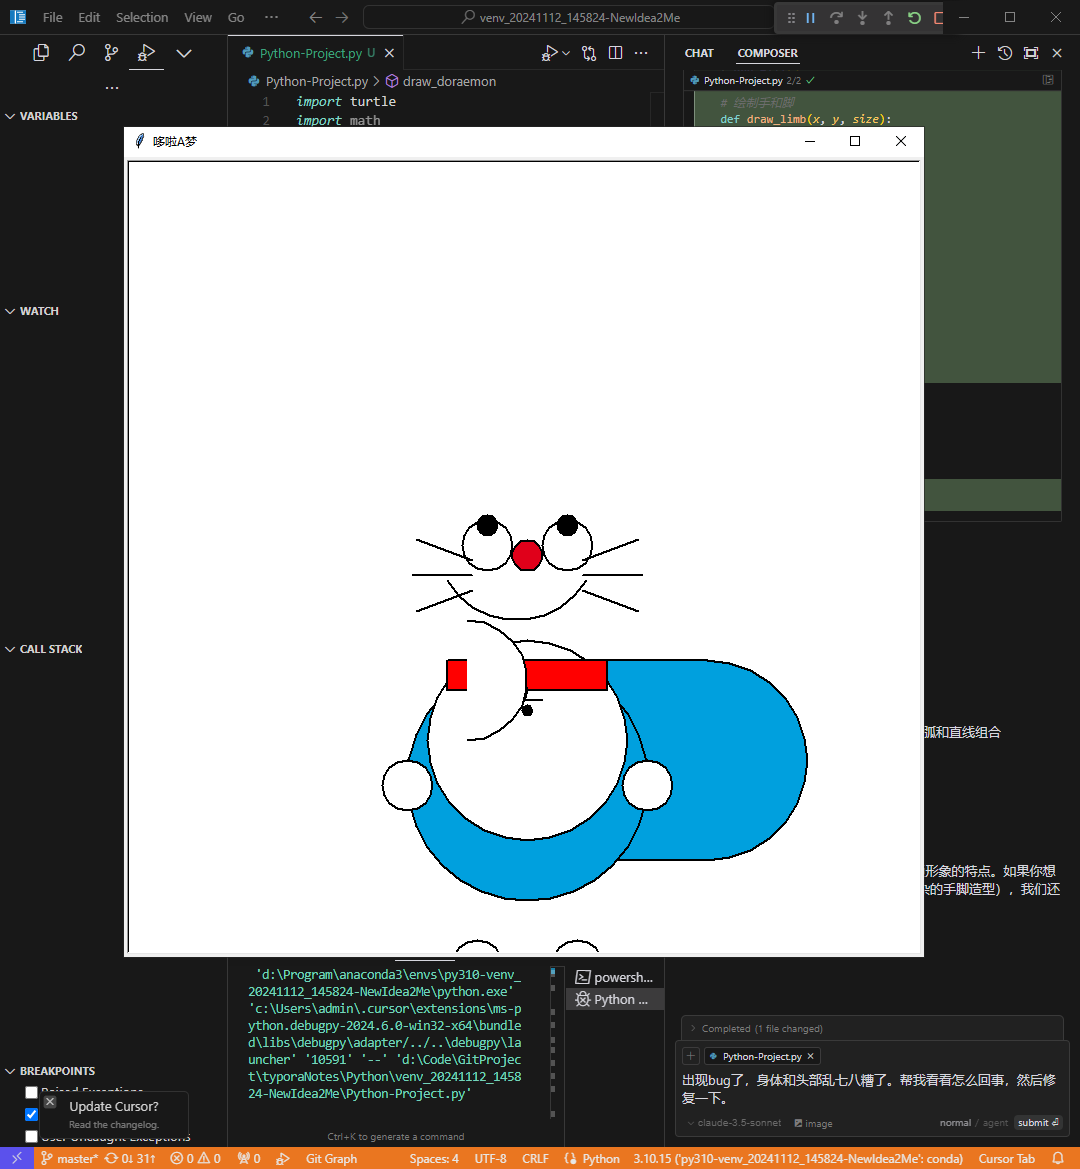 File Edit Selection View Go ··· venv_20241112_145824-NewIdea2Me
Python-Project.py U
Python-Project.py > draw_doraemon
1 import turtle
2 import math
VARIABLES
WATCH
CALL STACK
BREAKPOINTS
Update Cursor?
Read the changelog.
User Uncaught Exceptions
哆啦A梦
CHAT COMPOSER
Python-Project.py 2/2
# 绘制手和脚
def draw_limb(x, y, size):
弧和直线组合
形象的特点。如果你想
的手脚造型），我们还
'd:\Program\anaconda3\envs\py310-venv_
20241112_145824-NewIdea2Me\python.exe'
'c:\Users\admin\.cursor\extensions\ms-p
ython.debugpy-2024.6.0-win32-x64\bundle
d\libs\debugpy\adapter/../..\debugpy\la
uncher' '10591' '--' 'd:\Code\GitProjec
t\typoraNotes\Python\venv_20241112_1458
24-NewIdea2Me\Python-Project.py'
Ctrl+K to generate a command
powersh...
Python ...
Completed (1 file changed)
Python-Project.py
出现bug了，身体和头部乱七八糟了。帮我看看怎么回事，然后修
复一下。
claude-3.5-sonnet image normal / agent submit
master* 0↓ 31↑ 0 0 0 Git Graph Spaces: 4 UTF-8 CRLF Python 3.10.15 ('py310-venv_20241112_145824-NewIdea2Me': conda) Cursor Tab